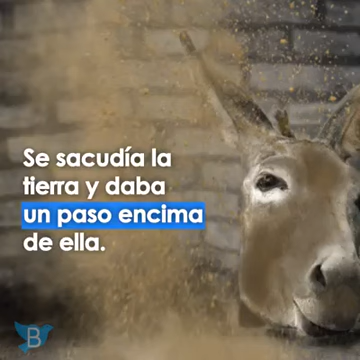 Se sacudía la
tierra y daba
un paso encima
de ella.
B